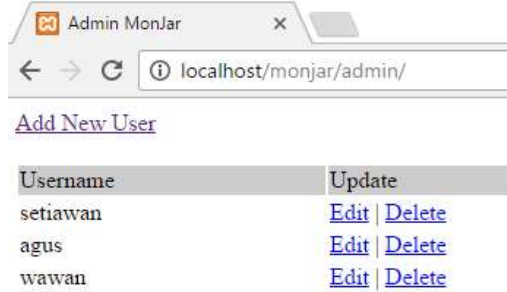 Admin MonJar
localhost/monjar/admin/
Add New User
Username Update
setiawan Edit | Delete
agus Edit | Delete
wawan Edit | Delete